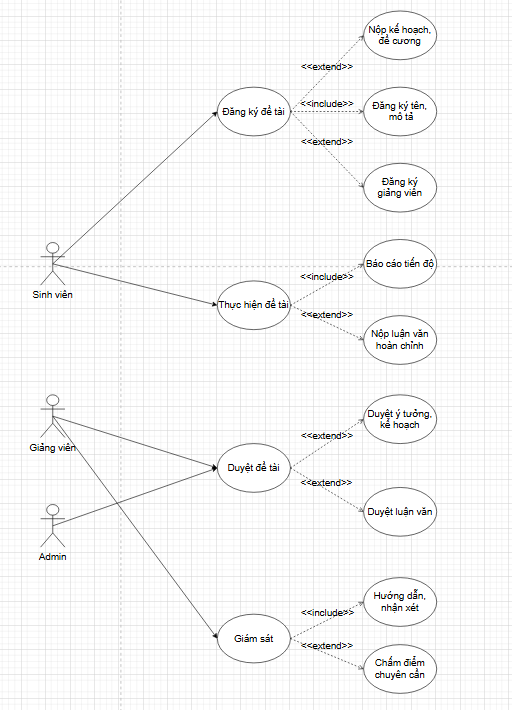 Nộp kế hoạch,
đề cương
<<extend>>
Đăng ký đề tài
<<include>>
Đăng ký tên,
mô tả
<<extend>>
Đăng ký
giảng viên
Sinh viên
Báo cáo tiến độ
<<include>>
Thực hiện đề tài
<<extend>>
Nộp luận văn
hoàn chỉnh
Giảng viên
Duyệt ý tưởng,
kế hoạch
<<extend>>
Duyệt đề tài
<<extend>>
Duyệt luận văn
Admin
Hướng dẫn,
nhận xét
<<include>>
Giám sát
<<extend>>
Chấm điểm
chuyên cần